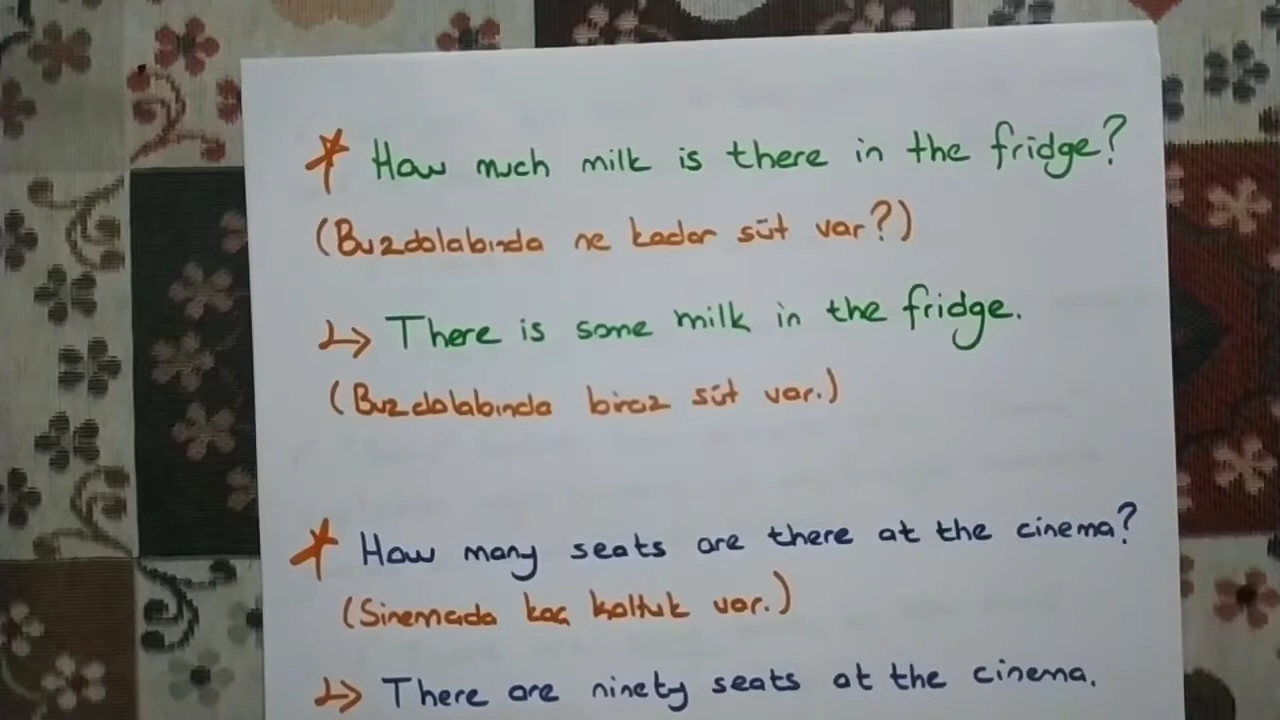 * How much milk is there in the fridge?
(Buzdolabında ne kadar süt var?)
↳ There is some milk in the fridge.
(Buzdolabında biraz süt var.)
* How many seats are there at the cinema?
(Sinemada kaç koltuk var.)
↳ There are ninety seats at the cinema.